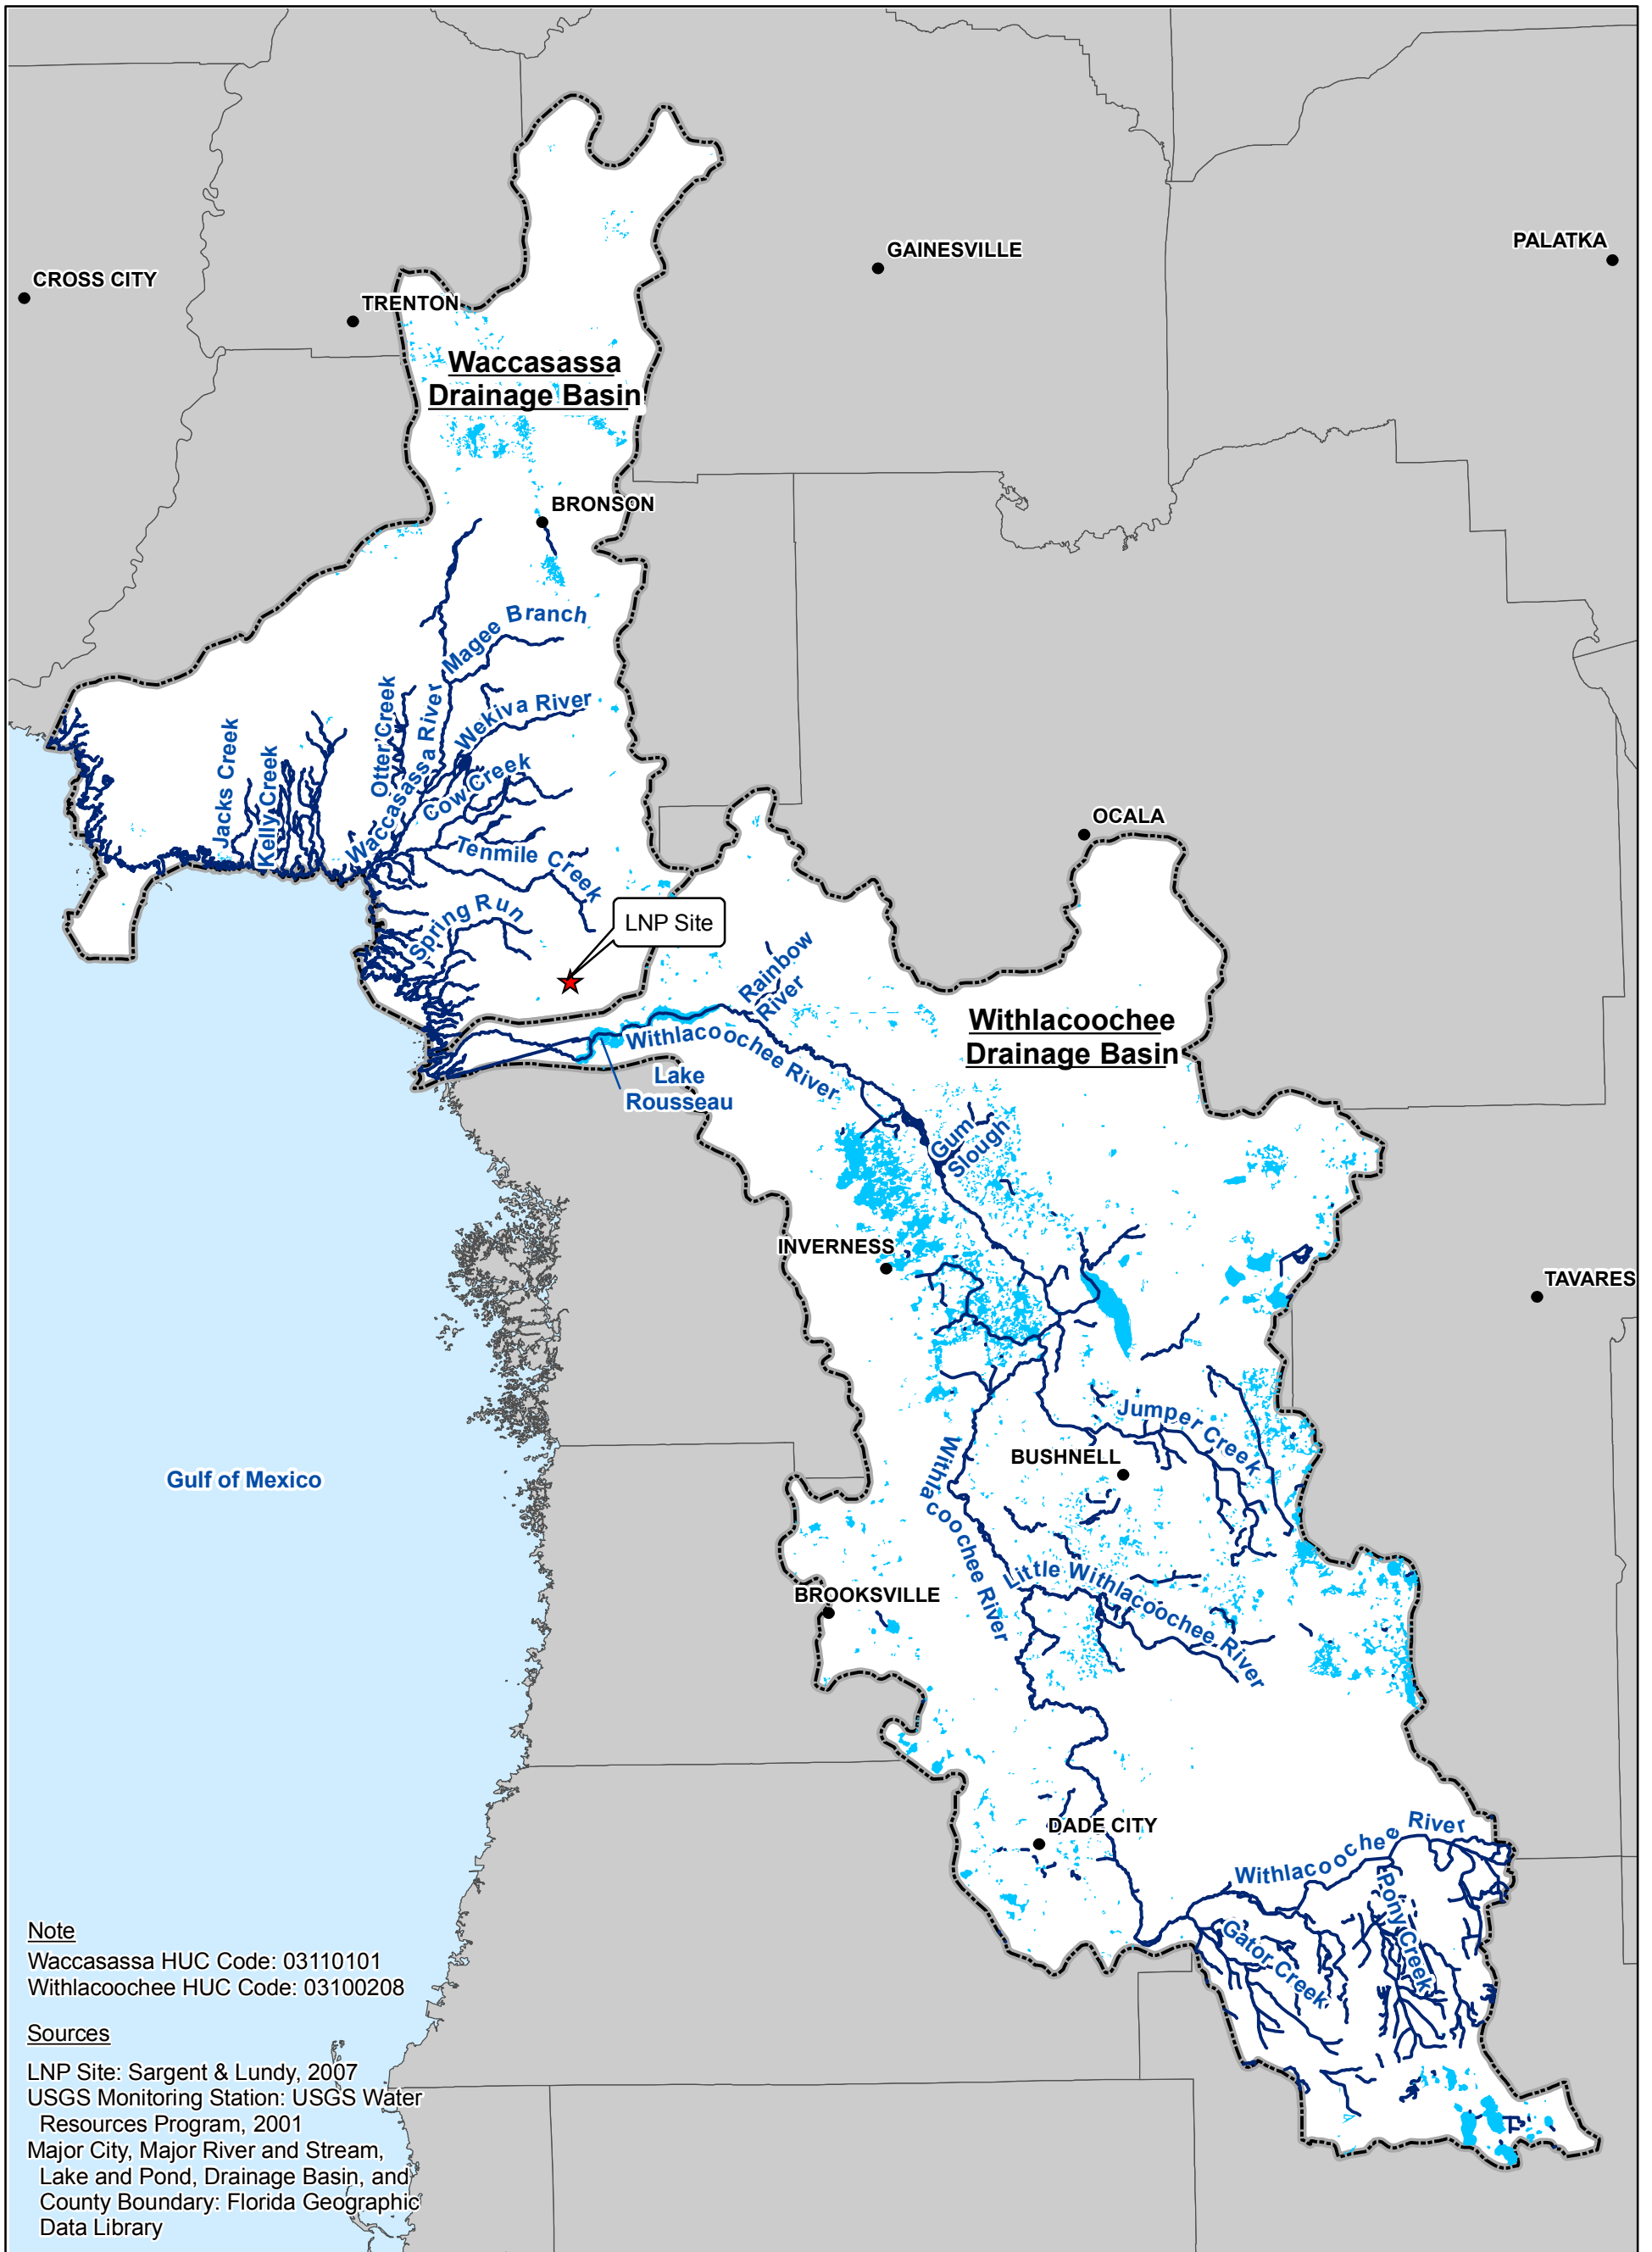 GAINESVILLE
PALATKA
CROSS CITY
TRENTON
Waccasassa
Drainage Basin
BRONSON
Magee Branch
Otter Creek
Waccasassa River
Wekiva River
Jacks Creek
Kelly Creek
Cow Creek
OCALA
Tenmile Creek
Spring Run
LNP Site
Rainbow
River
Withlacoochee
Drainage Basin
Withlacoochee River
Lake
Rousseau
Gum
Slough
INVERNESS
TAVARES
Jumper Creek
BUSHNELL
Gulf of Mexico
Withlacoochee River
Little Withlacoochee River
BROOKSVILLE
DADE CITY
Withlacoochee River
Pony Creek
Gator Creek
Note
Waccasassa HUC Code: 03110101
Withlacoochee HUC Code: 03100208
Sources
LNP Site: Sargent & Lundy, 2007
USGS Monitoring Station: USGS Water
Resources Program, 2001
Major City, Major River and Stream,
Lake and Pond, Drainage Basin, and
County Boundary: Florida Geographic
Data Library